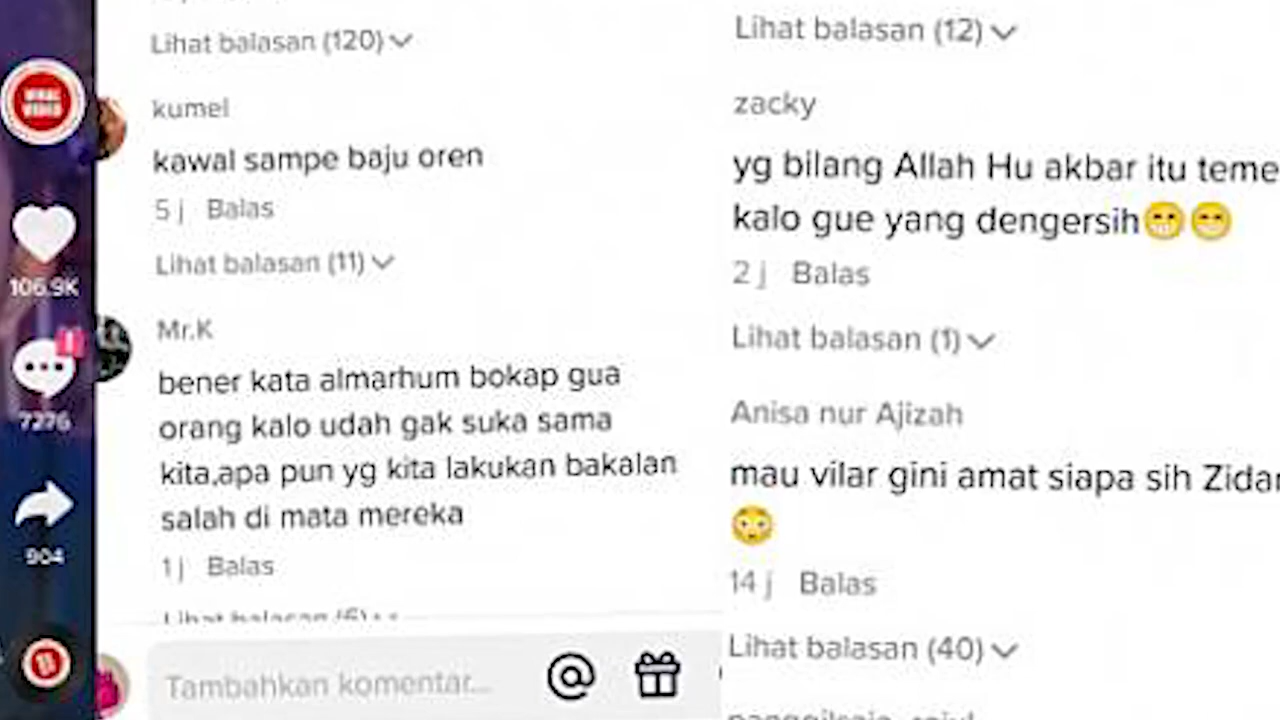 Lihat balasan (120)
kumel
kawal sampe baju oren
5 j Balas
Lihat balasan (11)
Mr.K
bener kata almarhum bokap gua
orang kalo udah gak suka sama
kita,apa pun yg kita lakukan bakalan
salah di mata mereka
1 j Balas
Lihat balasan (6)
Tambahkan komentar...
106.9K
7276
904
Lihat balasan (12)
zacky
yg bilang Allah Hu akbar itu teme
kalo gue yang dengersih😁😁
2 j Balas
Lihat balasan (1)
Anisa nur Ajizah
mau vilar gini amat siapa sih Zidan
😳
14 j Balas
Lihat balasan (40)